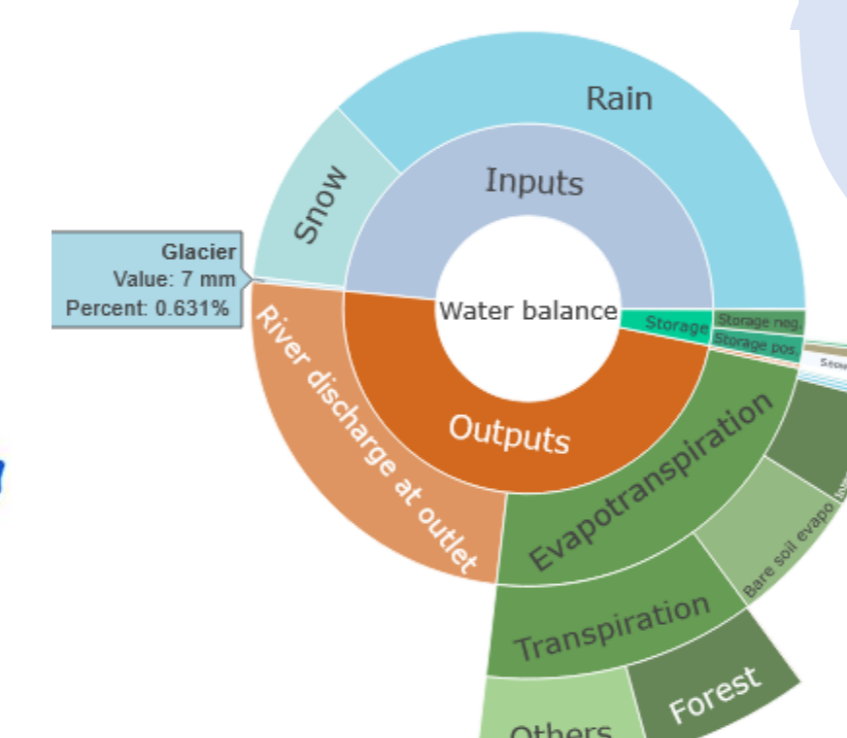 Rain
Inputs
Snow
Glacier
Value: 7 mm
Percent: 0.631%
Water balance
Storage
Storage neg.
Storage pos.
Snow
River discharge at outlet
Outputs
Evapotranspiration
Bare soil evapo
Transpiration
Forest
Others